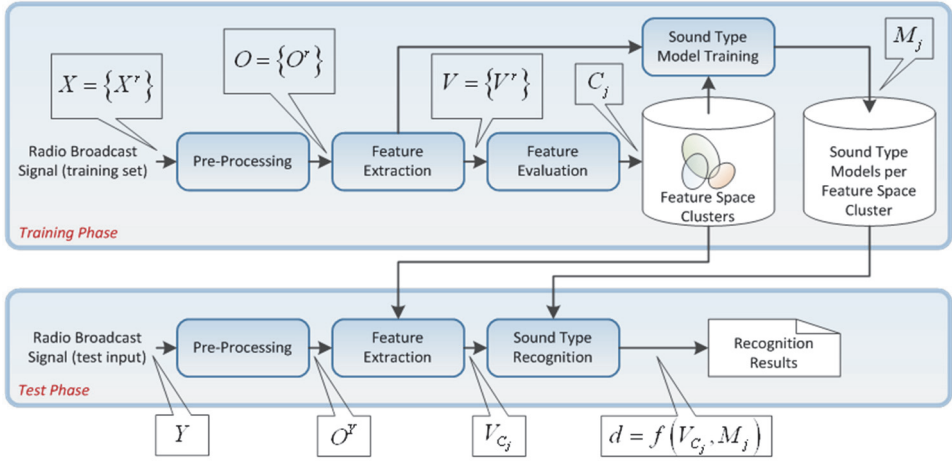 X = {X^r}
O = {O^r}
V = {V^r}
C_j
Sound Type
Model Training
M_j
Radio Broadcast
Signal (training set)
Pre-Processing
Feature
Extraction
Feature
Evaluation
Feature Space
Clusters
Sound Type
Models per
Feature Space
Cluster
Training Phase
Radio Broadcast
Signal (test input)
Pre-Processing
Feature
Extraction
Sound Type
Recognition
Recognition
Results
Test Phase
Y
O^Y
V_{C_j}
d = f(V_{C_j}, M_j)